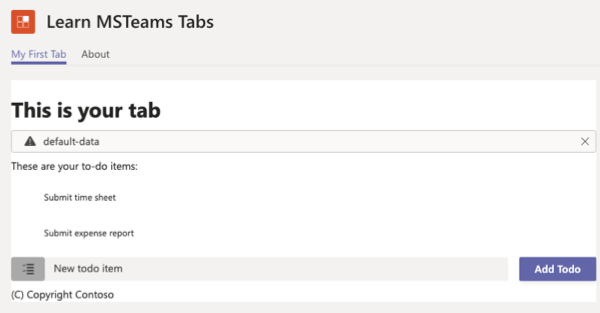 Learn MSTeams Tabs
My First Tab About
This is your tab
default-data
These are your to-do items:
Submit time sheet
Submit expense report
New todo item Add Todo
(C) Copyright Contoso